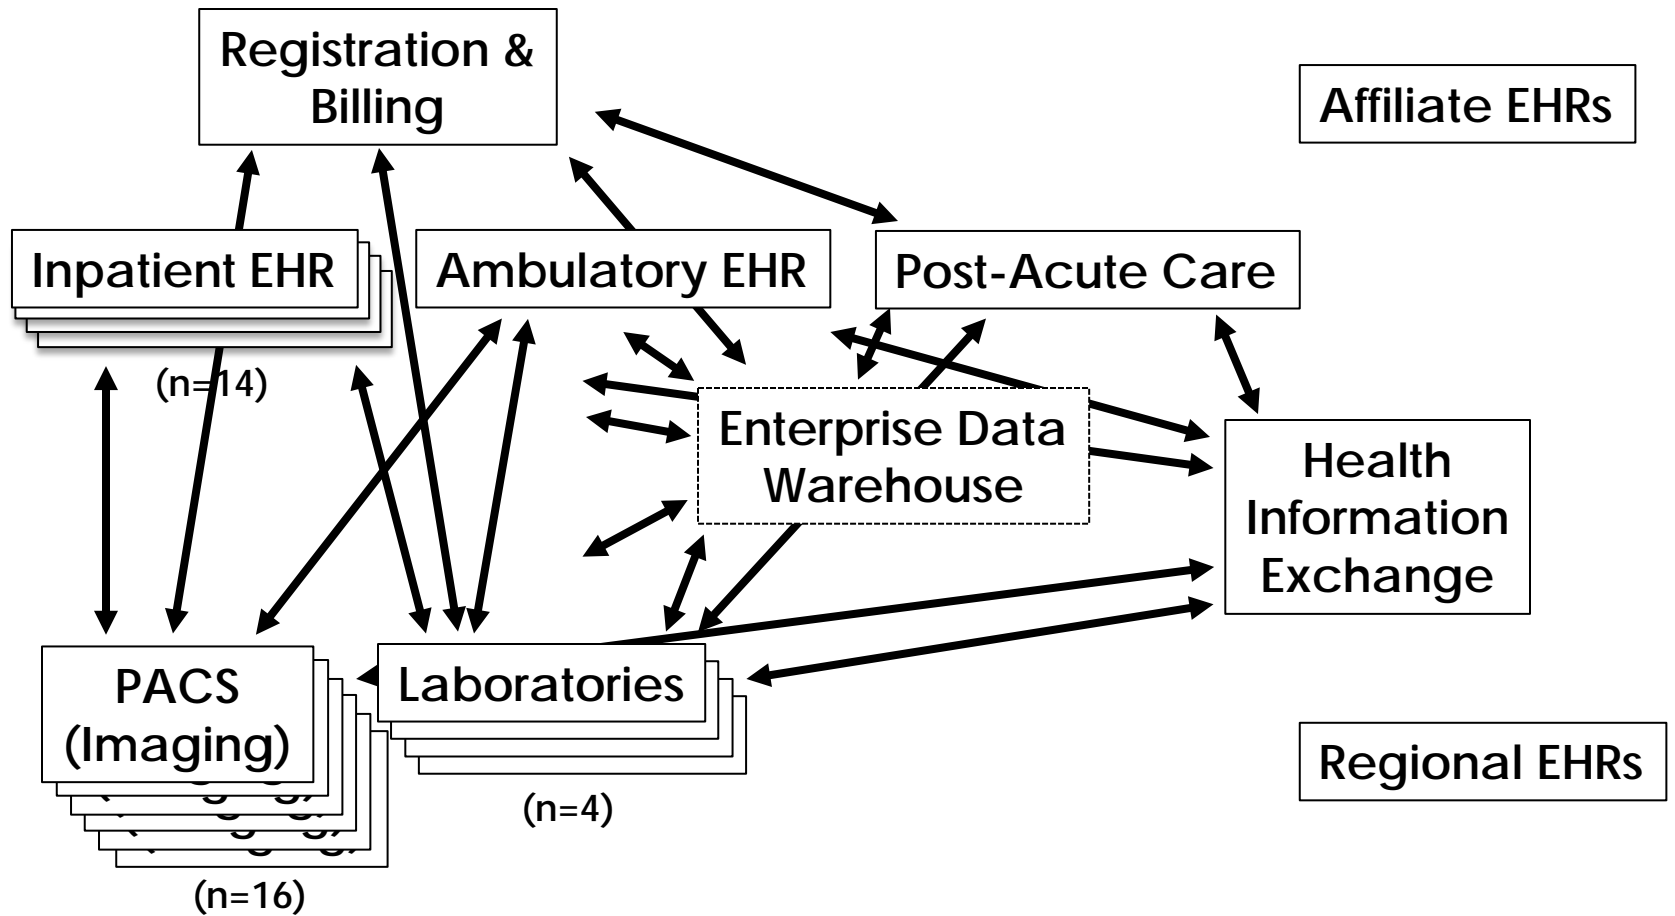 Registration &
Billing
Affiliate EHRs
Inpatient EHR
(n=14)
Ambulatory EHR
Post-Acute Care
Enterprise Data
Warehouse
Health
Information
Exchange
PACS
(Imaging)
(n=16)
Laboratories
(n=4)
Regional EHRs